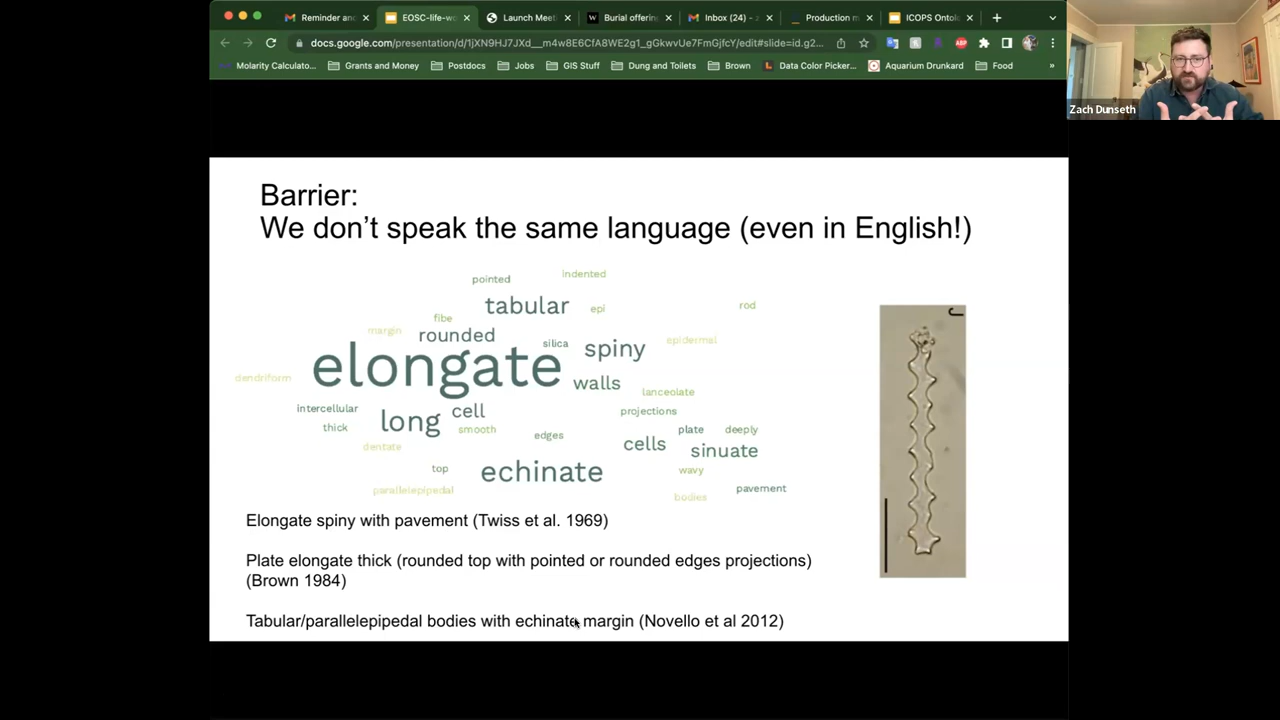 Reminder an
EOSC-life-wo
Launch Meet
Burial offerin
Inbox (24) -
Production m
ICOPS Ontol
docs.google.com/presentation/d/1jXN9HJ7JXd__m4w8E6CfA8WE2g1_gGkwvUe7FmGjfcY/edit#slide=id.g2...
ABP
Molarity Calculato...
Grants and Money
Postdocs
Jobs
GIS Stuff
Dung and Toilets
Brown
Data Color Picker...
Aquarium Drunkard
Food
»
Zach Dunseth
Barrier:
We don't speak the same language (even in English!)
pointed
indented
tabular
epi
rod
fibe
margin
rounded
silica
spiny
epidermal
elongate
dendriform
walls
lanceolate
intercellular
long
cell
projections
thick
smooth
edges
plate
deeply
dentate
cells
sinuate
top
echinate
wavy
parallelepipedal
bodies
pavement
Elongate spiny with pavement (Twiss et al. 1969)
Plate elongate thick (rounded top with pointed or rounded edges projections)
(Brown 1984)
Tabular/parallelepipedal bodies with echinate margin (Novello et al 2012)